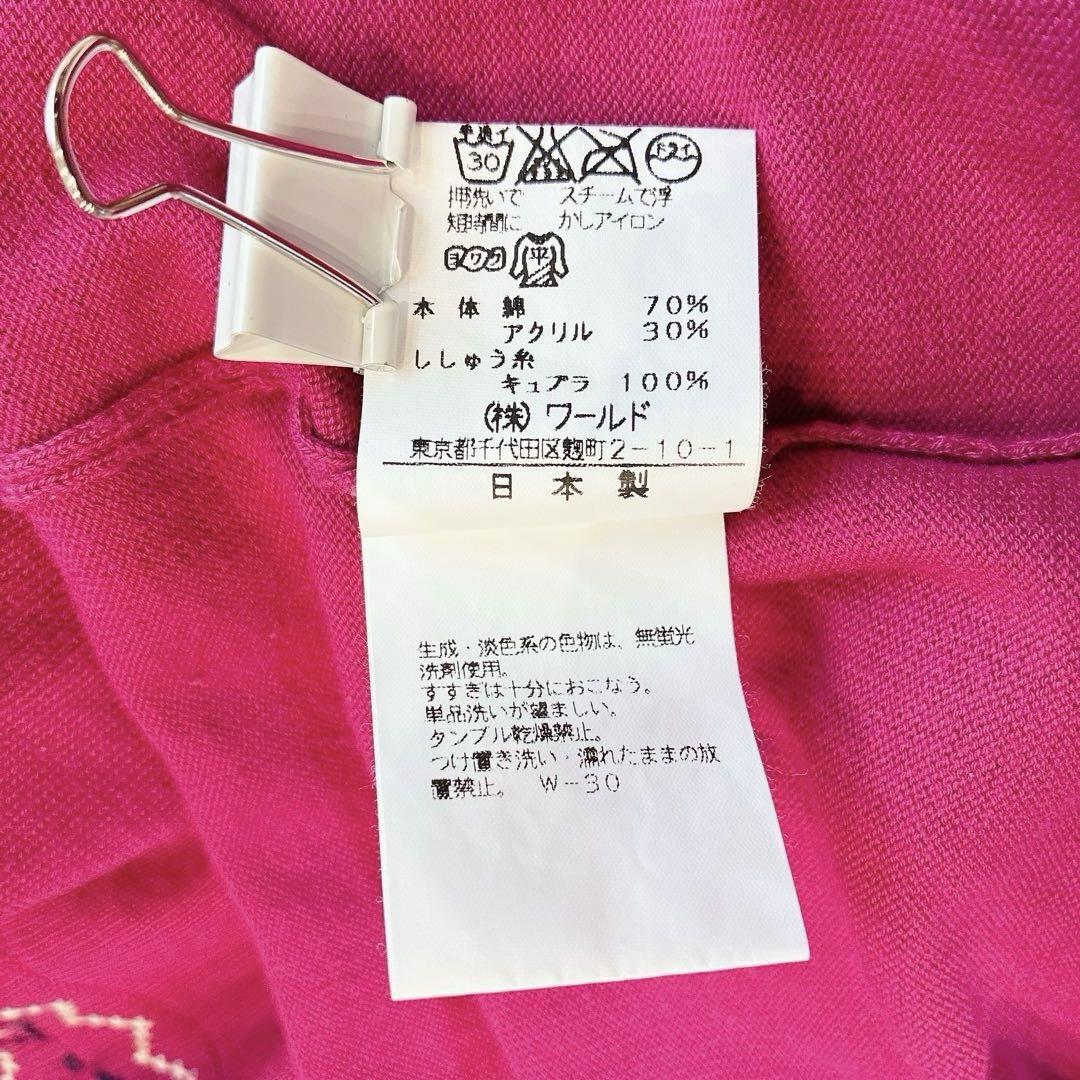 手洗イ
30
ドライ
押洗いで スチームで浮
短時間に かしアイロン
ヨワク 平
本体 綿 70%
アクリル 30%
ししゅう糸
キュプラ 100%
(株)ワールド
東京都千代田区麹町2-10-1
日本製
生成・淡色系の色物は、無蛍光
洗剤使用。
すすぎは十分におこなう。
単品洗いが望ましい。
タンブル乾燥禁止。
つけ置き洗い・濡れたままの放
置禁止。 W-30